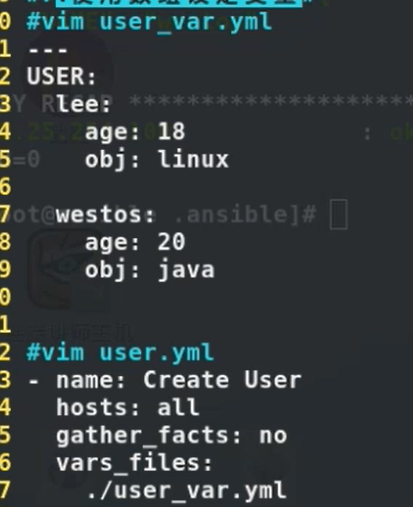 0 #vim user_var.yml
1 ---
2 USER:
3   lee:
4     age: 18
5     obj: linux
6
7   westos:
8     age: 20
9     obj: java
0
1
2 #vim user.yml
3 - name: Create User
4   hosts: all
5   gather_facts: no
6   vars_files:
7     ./user_var.yml